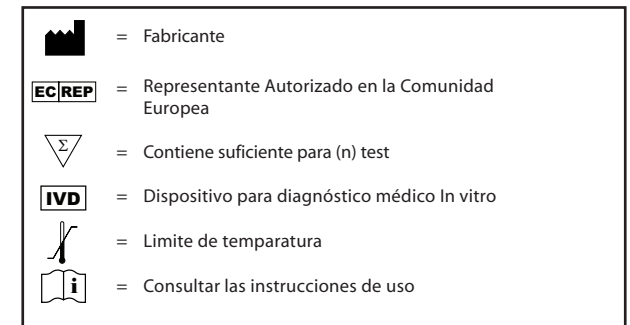 = Fabricante
EC REP = Representante Autorizado en la Comunidad
Europea
Σ = Contiene suficiente para (n) test
IVD = Dispositivo para diagnóstico médico In vitro
= Limite de temparatura
i = Consultar las instrucciones de uso